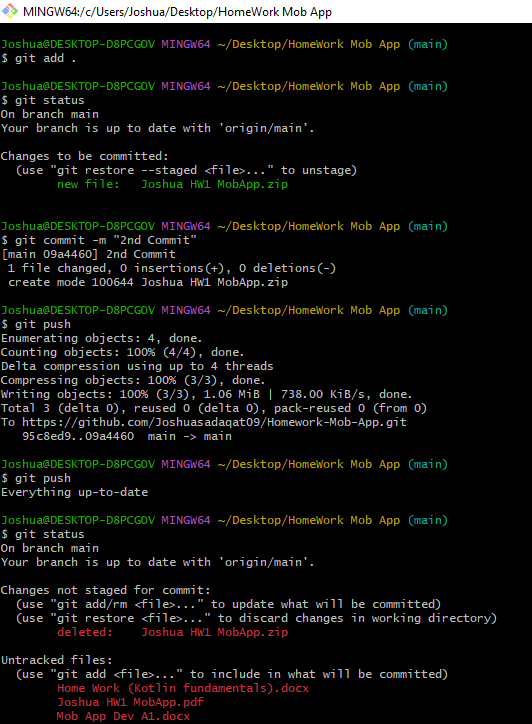 MINGW64:/c/Users/Joshua/Desktop/HomeWork Mob App
Joshua@DESKTOP-D8PCGOV MINGW64 ~/Desktop/HomeWork Mob App (main)
$ git add .
Joshua@DESKTOP-D8PCGOV MINGW64 ~/Desktop/HomeWork Mob App (main)
$ git status
On branch main
Your branch is up to date with 'origin/main'.
Changes to be committed:
(use "git restore --staged <file>..." to unstage)
new file: Joshua HW1 MobApp.zip
Joshua@DESKTOP-D8PCGOV MINGW64 ~/Desktop/HomeWork Mob App (main)
$ git commit -m "2nd Commit"
[main 09a4460] 2nd Commit
1 file changed, 0 insertions(+), 0 deletions(-)
create mode 100644 Joshua HW1 MobApp.zip
Joshua@DESKTOP-D8PCGOV MINGW64 ~/Desktop/HomeWork Mob App (main)
$ git push
Enumerating objects: 4, done.
Counting objects: 100% (4/4), done.
Delta compression using up to 4 threads
Compressing objects: 100% (3/3), done.
Writing objects: 100% (3/3), 1.06 MiB | 738.00 KiB/s, done.
Total 3 (delta 0), reused 0 (delta 0), pack-reused 0 (from 0)
To https://github.com/Joshuasadaqat09/Homework-Mob-App.git
95c8ed9..09a4460 main -> main
Joshua@DESKTOP-D8PCGOV MINGW64 ~/Desktop/HomeWork Mob App (main)
$ git push
Everything up-to-date
Joshua@DESKTOP-D8PCGOV MINGW64 ~/Desktop/HomeWork Mob App (main)
$ git status
On branch main
Your branch is up to date with 'origin/main'.
Changes not staged for commit:
(use "git add/rm <file>..." to update what will be committed)
(use "git restore <file>..." to discard changes in working directory)
deleted: Joshua HW1 MobApp.zip
Untracked files:
(use "git add <file>..." to include in what will be committed)
Home Work (Kotlin fundamentals).docx
Joshua HW1 MobApp.pdf
Mob App Dev A1.docx